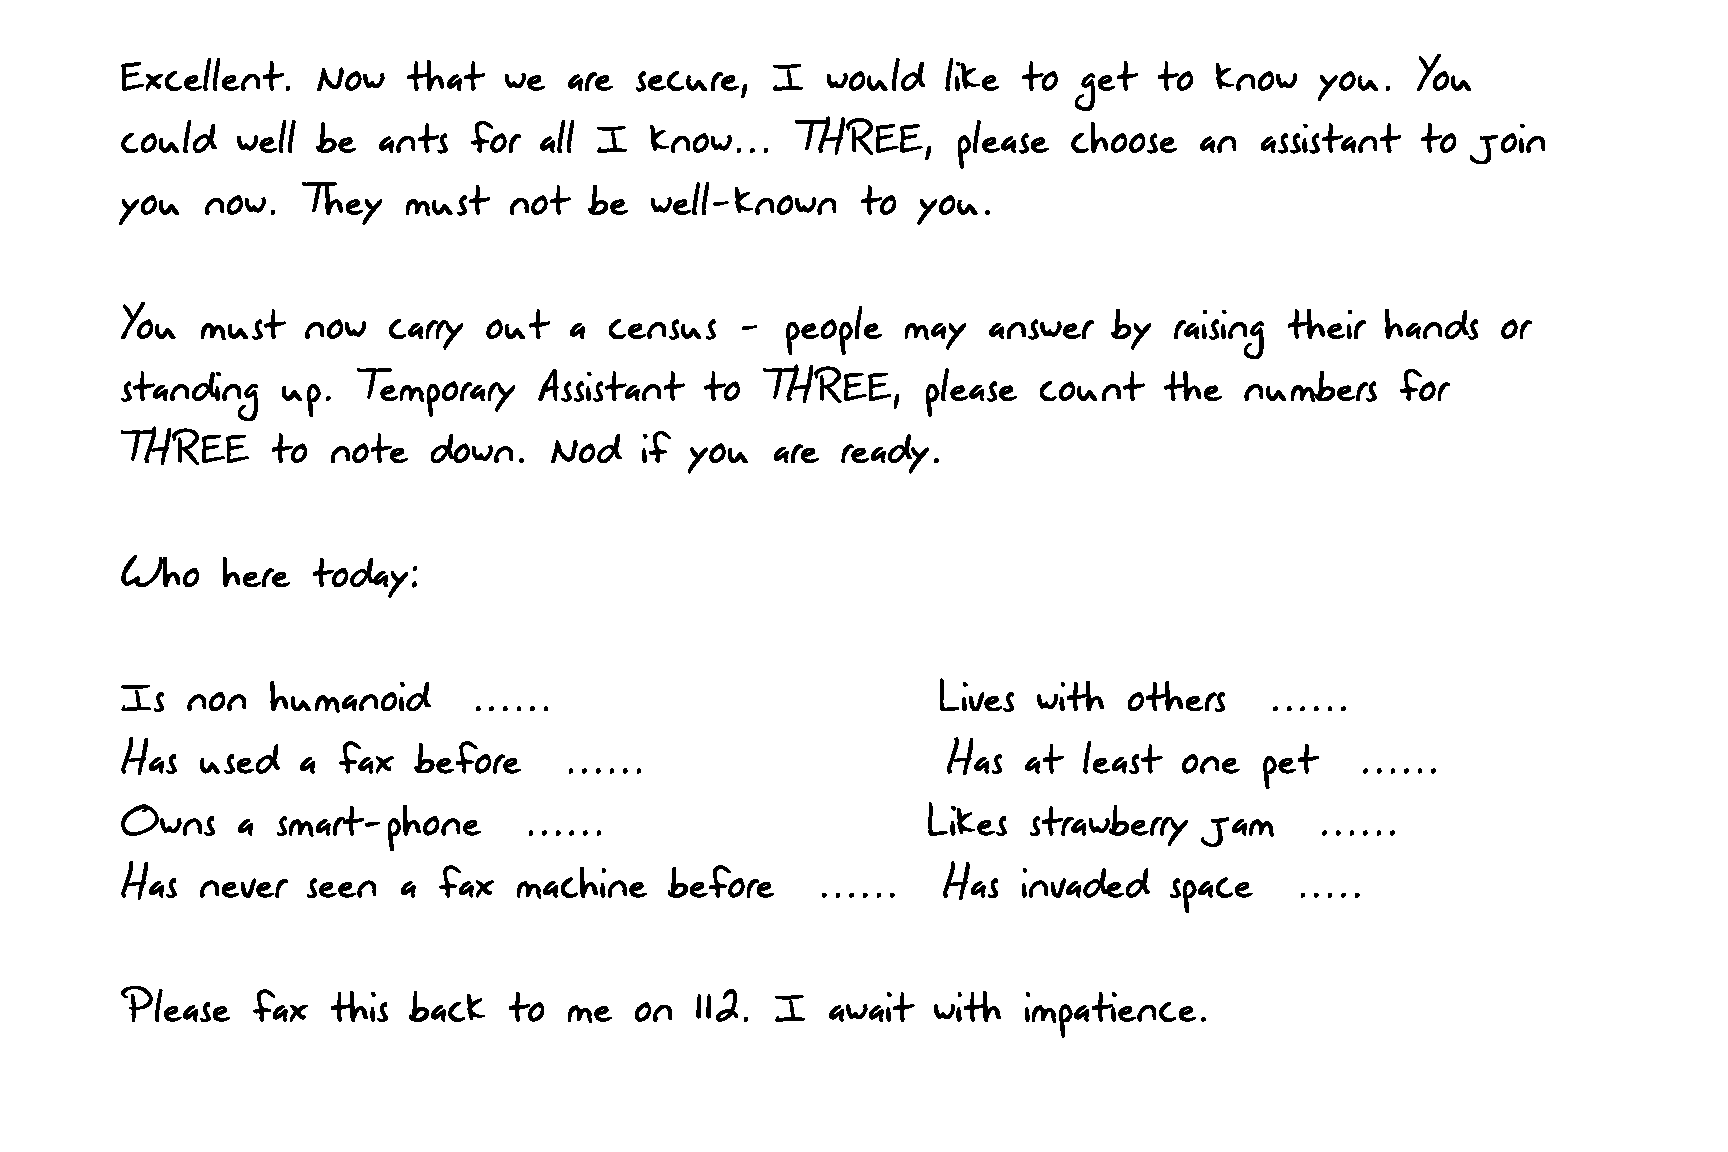 Excellent. Now that we are secure, I would like to get to know you. You
could well be ants for all I know... THREE, please choose an assistant to join
you now. They must not be well-known to you.
You must now carry out a census - people may answer by raising their hands or
standing up. Temporary Assistant to THREE, please count the numbers for
THREE to note down. Nod if you are ready.
Who here today:
Is non humanoid ...... Lives with others ......
Has used a fax before ...... Has at least one pet ......
Owns a smart-phone ...... Likes strawberry jam ......
Has never seen a fax machine before ...... Has invaded space .....
Please fax this back to me on 112. I await with impatience.